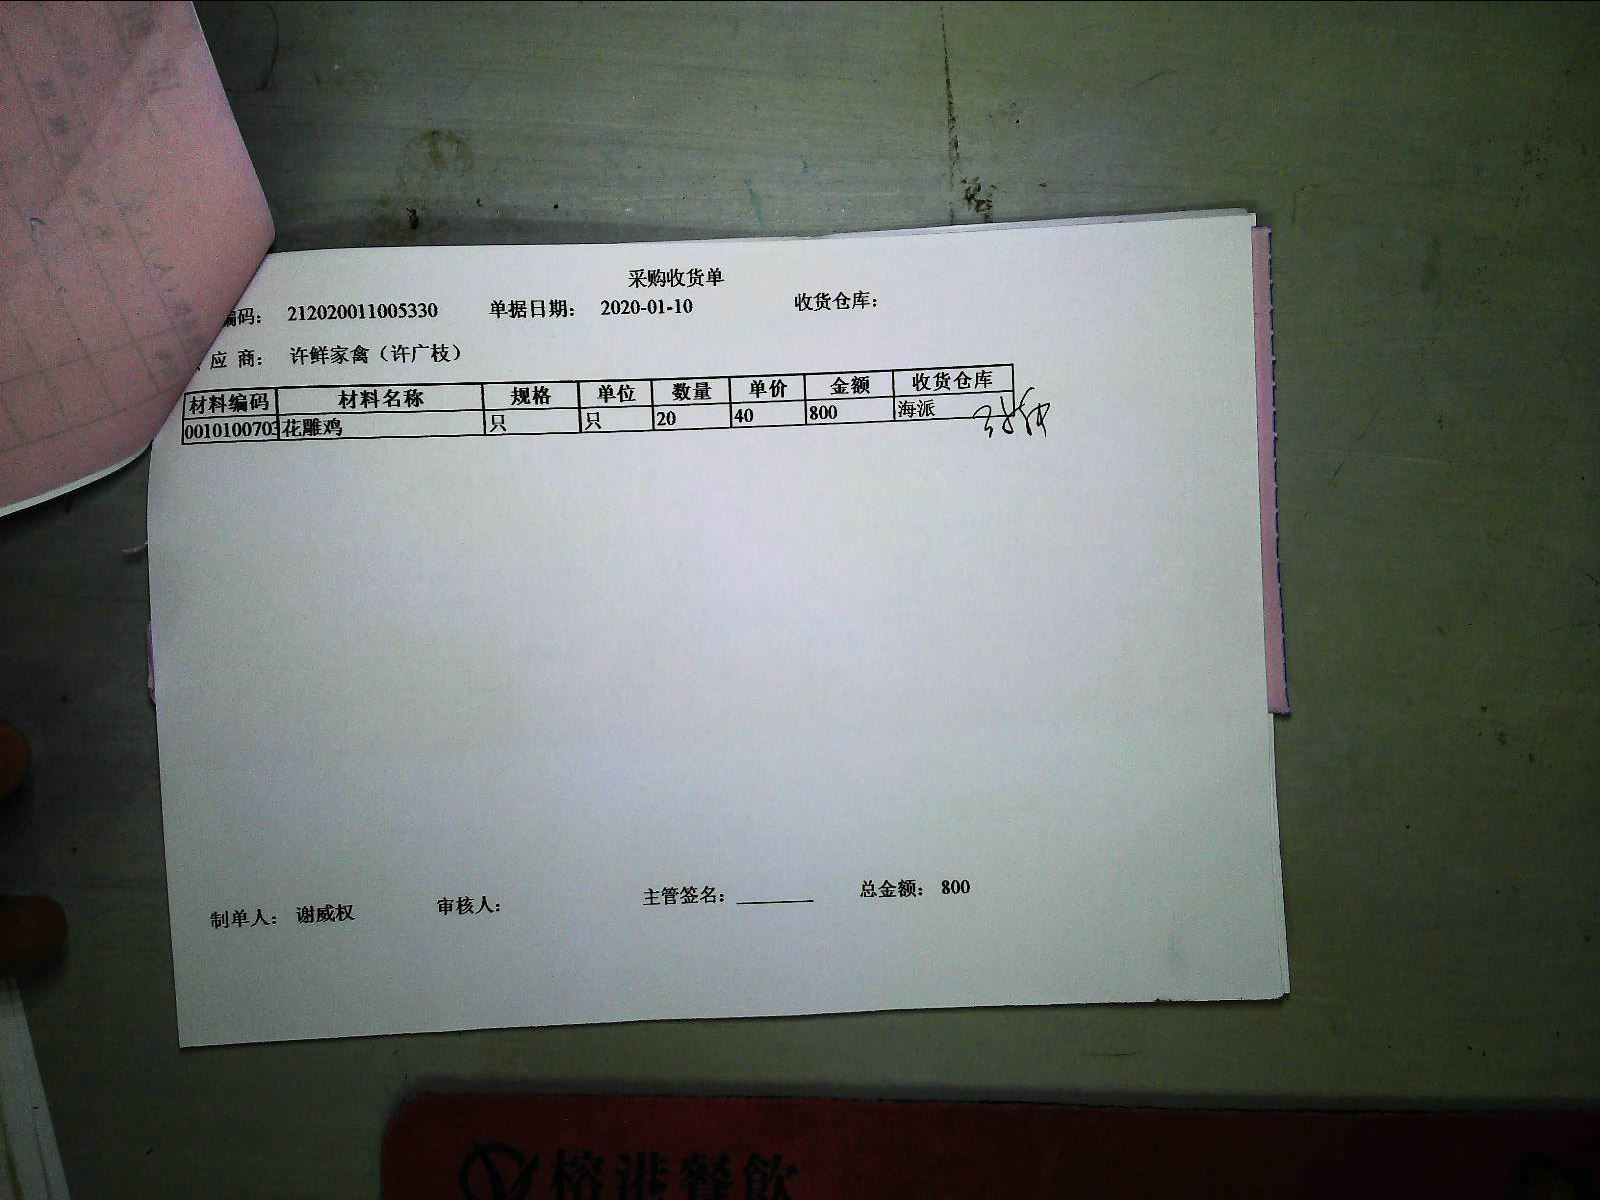 采购收货单
编码： 212020011005330 单据日期： 2020-01-10 收货仓库：
应 商： 许鲜家禽（许广枝）
材料编码 材料名称 规格 单位 数量 单价 金额 收货仓库
0010100703 花雕鸡 只 只 20 40 800 海派
制单人： 谢威权 审核人： 主管签名： 总金额： 800
榕港餐飲